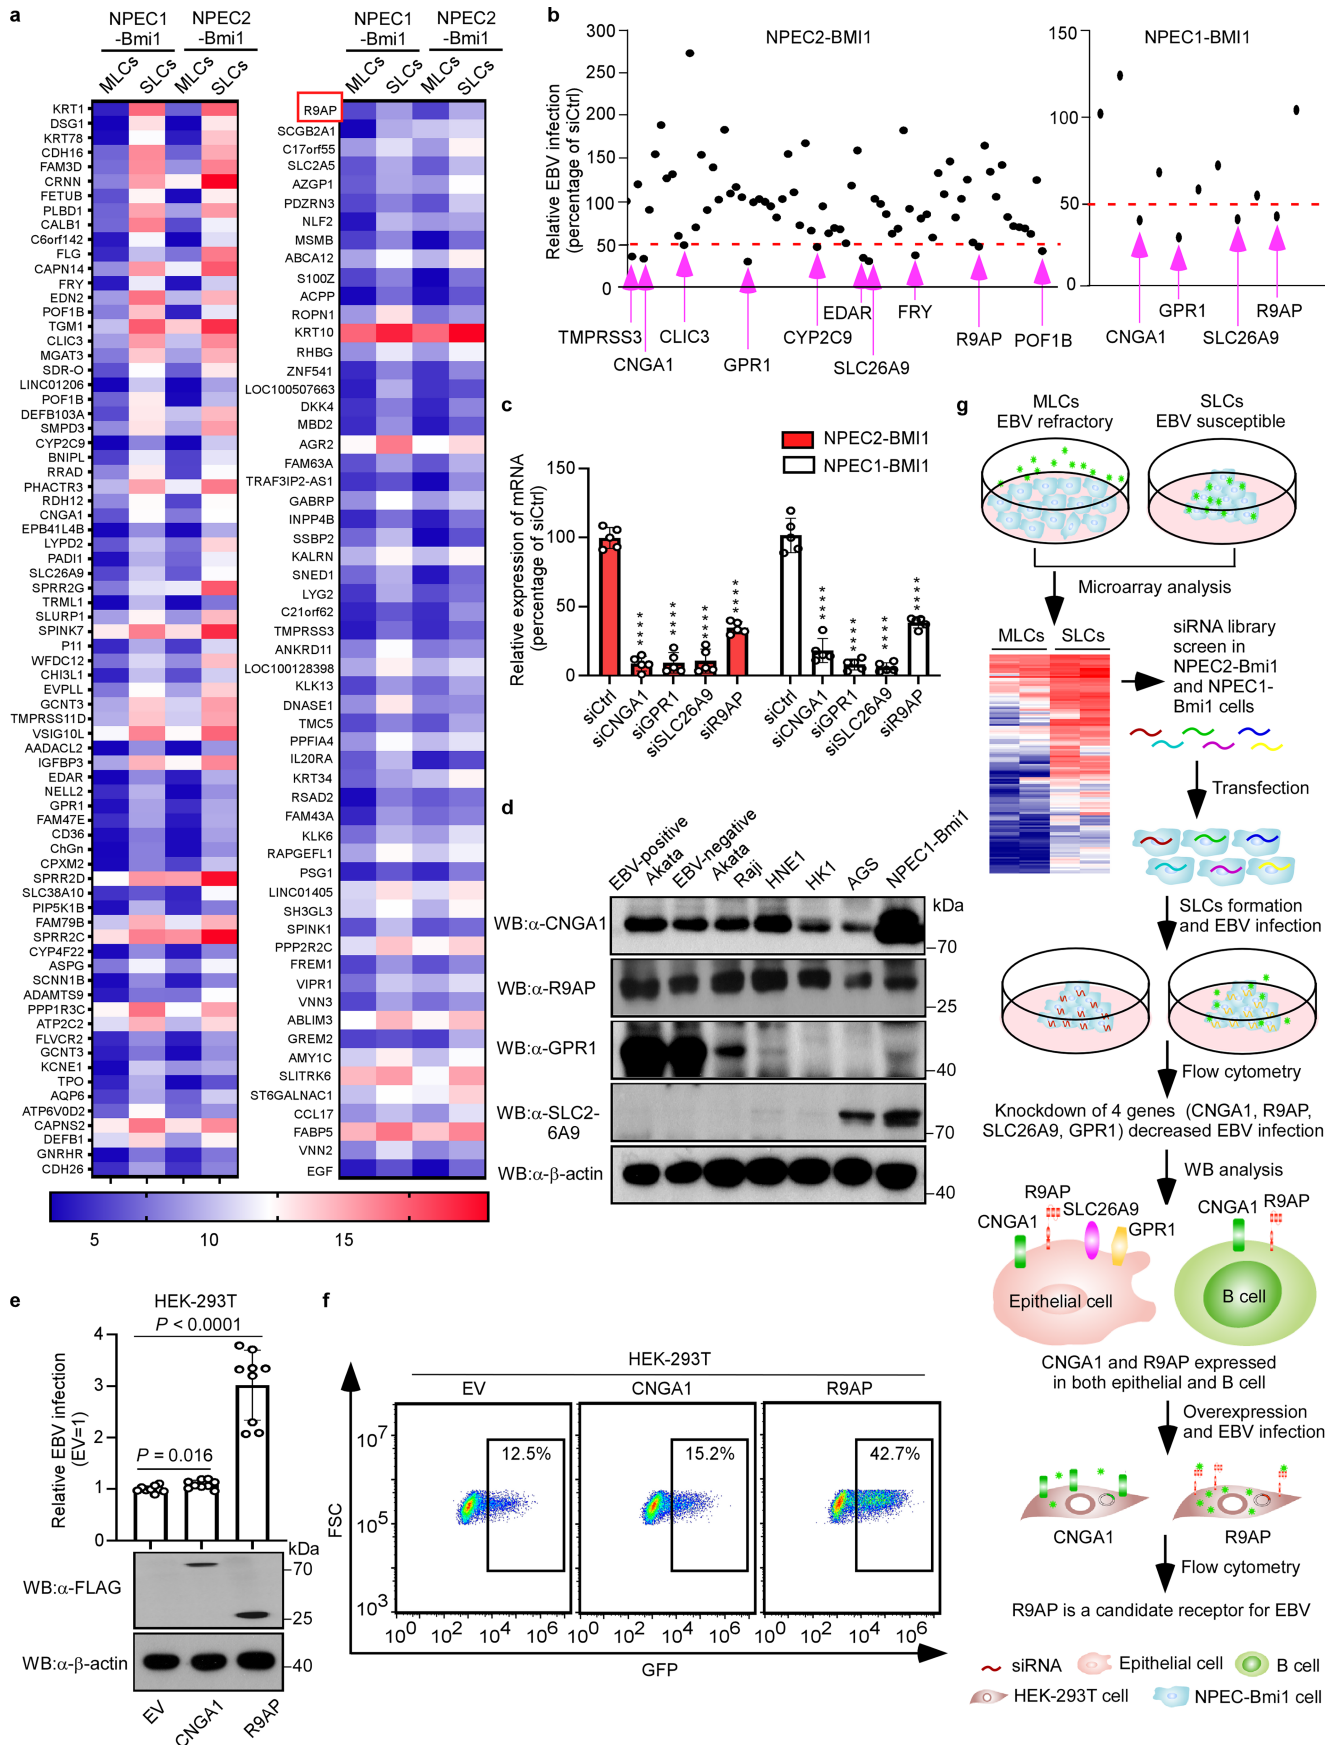 a
NPEC1
-Bmi1
NPEC2
-Bmi1
MLCs
SLCs
MLCs
SLCs
KRT1
DSG1
KRT78
CDH16
FAM3D
CRNN
FETUB
PLBD1
CALB1
C6orf142
FLG
CAPN14
FRY
EDN2
POF1B
TGM1
CLIC3
MGAT3
SDR-O
LINC01206
POF1B
DEFB103A
SMPD3
CYP2C9
BNIPL
RRAD
PHACTR3
RDH12
CNGA1
EPB41L4B
LYPD2
PADI1
SLC26A9
SPRR2G
TRML1
SLURP1
SPINK7
P11
WFDC12
CHI3L1
EVPLL
GCNT3
TMPRSS11D
VSIG10L
AADACL2
IGFBP3
EDAR
NELL2
GPR1
FAM47E
CD36
ChGn
CPXM2
SPRR2D
SLC38A10
PIP5K1B
FAM79B
SPRR2C
CYP4F22
ASPG
SCNN1B
ADAMTS9
PPP1R3C
ATP2C2
FLVCR2
GCNT3
KCNE1
TPO
AQP6
ATP6V0D2
CAPNS2
DEFB1
GNRHR
CDH26
NPEC1
-Bmi1
NPEC2
-Bmi1
MLCs
SLCs
MLCs
SLCs
R9AP
SCGB2A1
C17orf55
SLC2A5
AZGP1
PDZRN3
NLF2
MSMB
ABCA12
S100Z
ACPP
ROPN1
KRT10
RHBG
ZNF541
LOC100507663
DKK4
MBD2
AGR2
FAM63A
TRAF3IP2-AS1
GABRP
INPP4B
SSBP2
KALRN
SNED1
LYG2
C21orf62
TMPRSS3
ANKRD11
LOC100128398
KLK13
DNASE1
TMC5
PPFIA4
IL20RA
KRT34
RSAD2
FAM43A
KLK6
RAPGEFL1
PSG1
LINC01405
SH3GL3
SPINK1
PPP2R2C
FREM1
VIPR1
VNN3
ABLIM3
GREM2
AMY1C
SLITRK6
ST6GALNAC1
CCL17
FABP5
VNN2
EGF
5
10
15
b
NPEC2-BMI1
Relative EBV infection
(percentage of siCtrl)
300
250
200
150
100
50
0
TMPRSS3
CNGA1
CLIC3
GPR1
CYP2C9
EDAR
SLC26A9
FRY
R9AP
POF1B
NPEC1-BMI1
150
100
50
0
CNGA1
GPR1
SLC26A9
R9AP
c
NPEC2-BMI1
NPEC1-BMI1
Relative expression of mRNA
(percentage of siCtrl)
150
100
50
0
****
****
****
****
****
****
****
****
siCtrl
siCNGA1
siGPR1
siSLC26A9
siR9AP
siCtrl
siCNGA1
siGPR1
siSLC26A9
siR9AP
d
EBV-positive
Akata
EBV-negative
Akata
Raji
HNE1
HK1
AGS
NPEC1-Bmi1
kDa
WB:α-CNGA1
70
WB:α-R9AP
25
WB:α-GPR1
40
WB:α-SLC2-
6A9
70
WB:α-β-actin
40
e
HEK-293T
P < 0.0001
P = 0.016
Relative EBV infection
(EV=1)
4
3
2
1
0
kDa
WB:α-FLAG
70
25
WB:α-β-actin
40
EV
CNGA1
R9AP
f
HEK-293T
EV
CNGA1
R9AP
12.5%
15.2%
42.7%
FSC
10⁷
10⁵
10³
10⁰ 10² 10⁴ 10⁶
10⁰ 10² 10⁴ 10⁶
10⁰ 10² 10⁴ 10⁶
GFP
g
MLCs
EBV refractory
SLCs
EBV susceptible
Microarray analysis
MLCs
SLCs
siRNA library
screen in
NPEC2-Bmi1
and NPEC1-
Bmi1 cells
Transfection
SLCs formation
and EBV infection
Flow cytometry
Knockdown of 4 genes (CNGA1, R9AP,
SLC26A9, GPR1) decreased EBV infection
WB analysis
R9AP
CNGA1
SLC26A9
GPR1
Epithelial cell
CNGA1
R9AP
B cell
CNGA1 and R9AP expressed
in both epithelial and B cell
Overexpression
and EBV infection
CNGA1
R9AP
Flow cytometry
R9AP is a candidate receptor for EBV
siRNA
Epithelial cell
B cell
HEK-293T cell
NPEC-Bmi1 cell